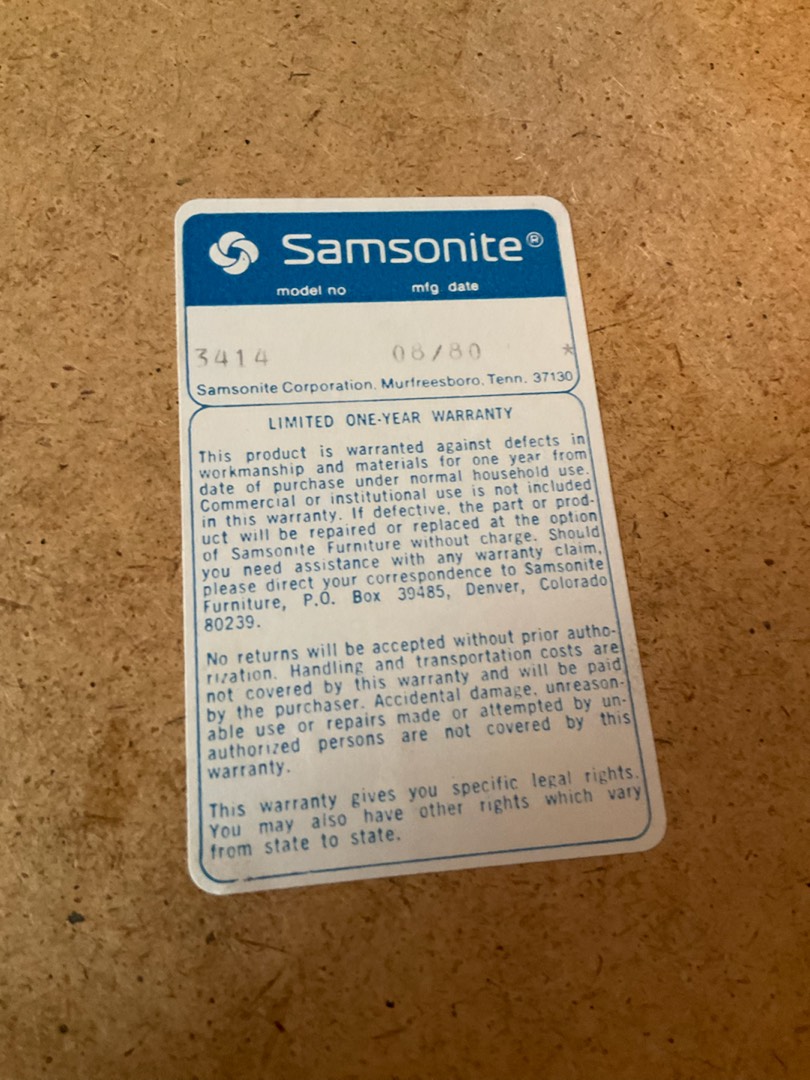 Samsonite®
model no mfg date
3414 08/80 *
Samsonite Corporation. Murfreesboro. Tenn. 37130
LIMITED ONE-YEAR WARRANTY
This product is warranted against defects in
workmanship and materials for one year from
date of purchase under normal household use.
Commercial or institutional use is not included
in this warranty. If defective, the part or prod-
uct will be repaired or replaced at the option
of Samsonite Furniture without charge. Should
you need assistance with any warranty claim,
please direct your correspondence to Samsonite
Furniture, P.O. Box 39485, Denver, Colorado
80239.
No returns will be accepted without prior autho-
rization. Handling and transportation costs are
not covered by this warranty and will be paid
by the purchaser. Accidental damage, unreason-
able use or repairs made or attempted by un-
authorized persons are not covered by this
warranty.
This warranty gives you specific legal rights.
You may also have other rights which vary
from state to state.